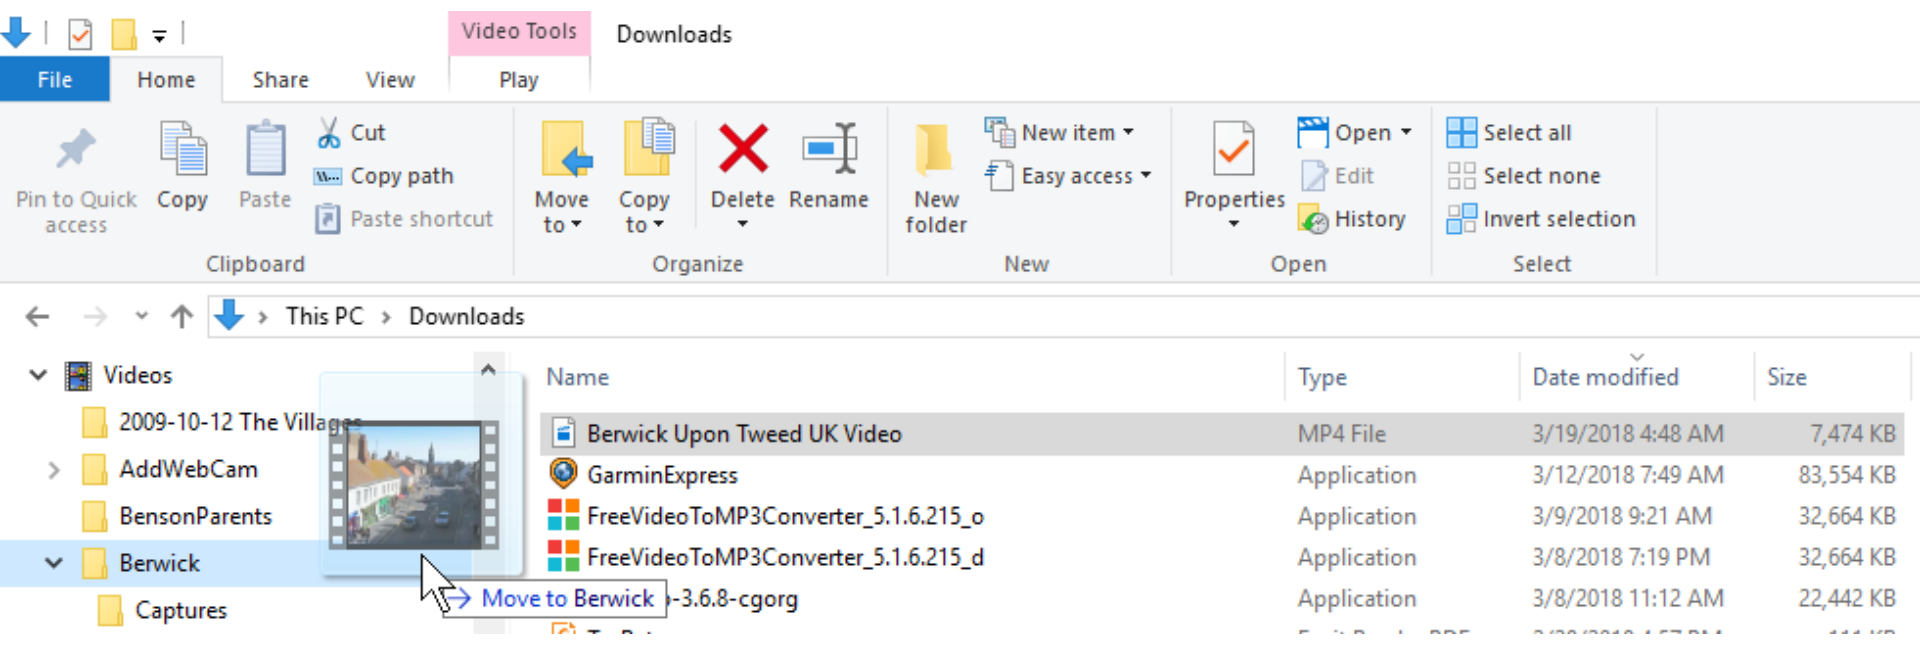 Video Tools
Downloads
File
Home
Share
View
Play
Pin to Quick access
Copy
Paste
Cut
Copy path
Paste shortcut
Move to
Copy to
Delete
Rename
New folder
New item
Easy access
Properties
Open
Edit
History
Select all
Select none
Invert selection
Clipboard
Organize
New
Open
Select
This PC > Downloads
Videos
2009-10-12 The Villages
AddWebCam
BensonParents
Berwick
Captures
Move to Berwick
Name Type Date modified Size
Berwick Upon Tweed UK Video MP4 File 3/19/2018 4:48 AM 7,474 KB
GarminExpress Application 3/12/2018 7:49 AM 83,554 KB
FreeVideoToMP3Converter_5.1.6.215_o Application 3/9/2018 9:21 AM 32,664 KB
FreeVideoToMP3Converter_5.1.6.215_d Application 3/8/2018 7:19 PM 32,664 KB
-3.6.8-cgorg Application 3/8/2018 11:12 AM 22,442 KB